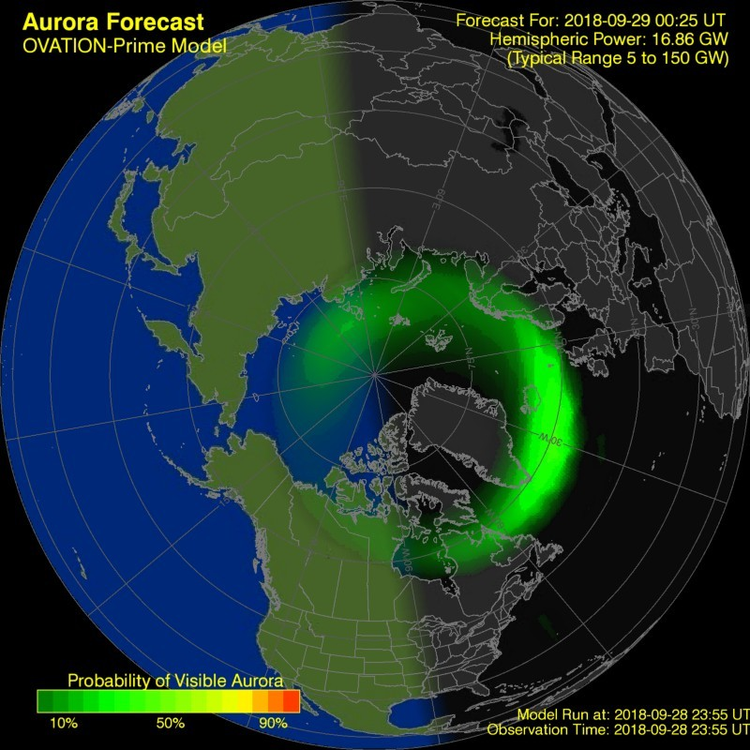 Aurora Forecast
OVATION-Prime Model
Forecast For: 2018-09-29 00:25 UT
Hemispheric Power: 16.86 GW
(Typical Range 5 to 150 GW)
30 W
M.06
Probability of Visible Aurora
10% 50% 90%
Model Run at: 2018-09-28 23:55 UT
Observation Time: 2018-09-28 23:55 UT